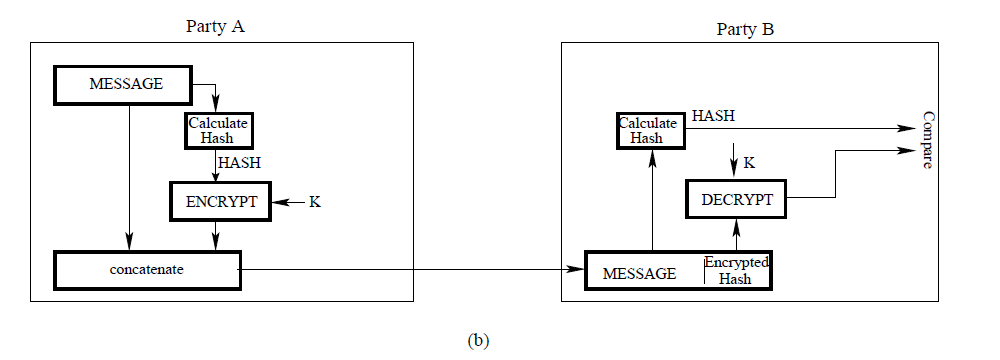 Party A
MESSAGE
Calculate
Hash
HASH
ENCRYPT
K
concatenate
Party B
Calculate
Hash
HASH
K
DECRYPT
Compare
MESSAGE
Encrypted
Hash
(b)